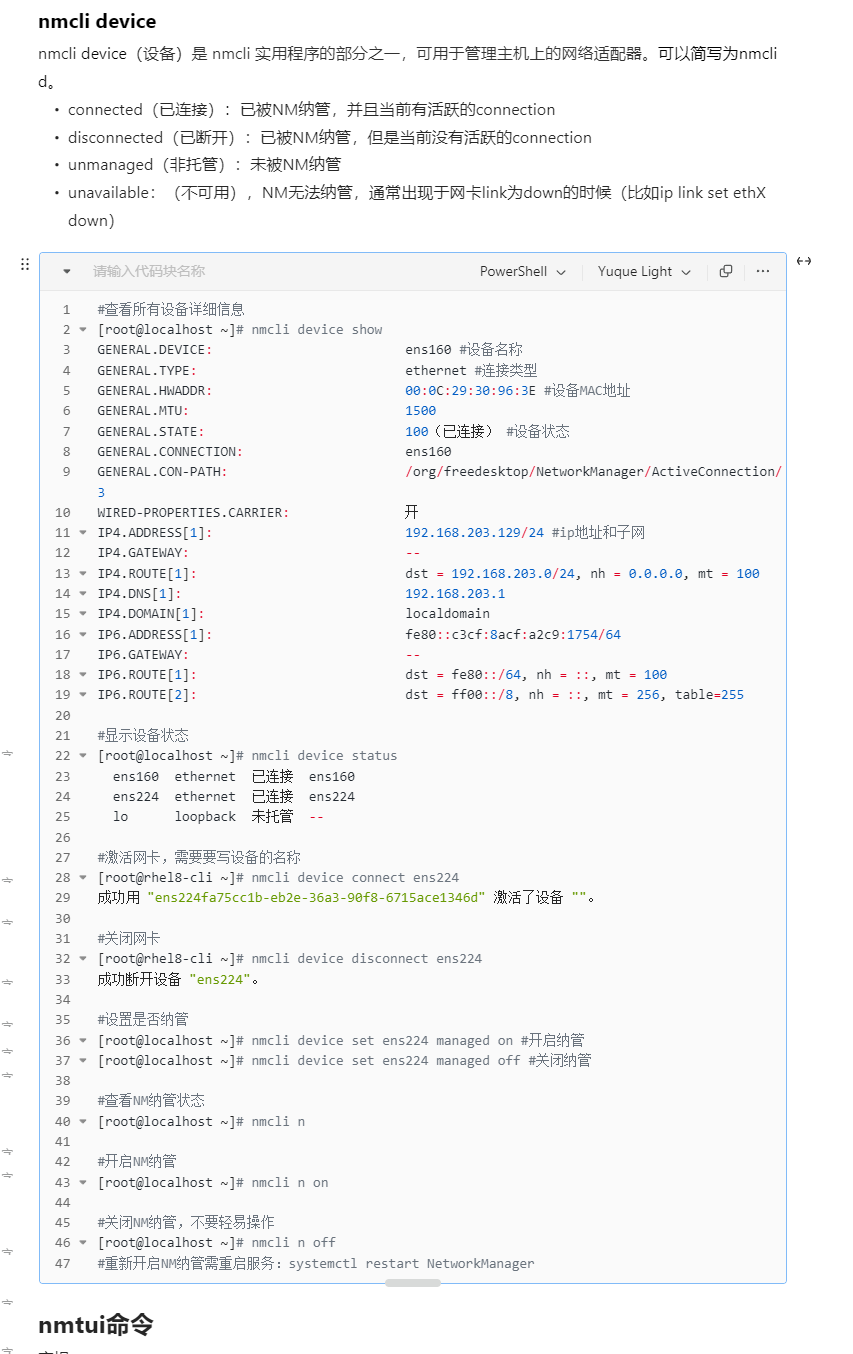 nmcli device
nmcli device（设备）是 nmcli 实用程序的部分之一，可用于管理主机上的网络适配器。可以简写为nmcli
d。
• connected（已连接）：已被NM纳管，并且当前有活跃的connection
• disconnected（已断开）：已被NM纳管，但是当前没有活跃的connection
• unmanaged（非托管）：未被NM纳管
• unavailable：（不可用），NM无法纳管，通常出现于网卡link为down的时候（比如ip link set ethX
down）
请输入代码块名称 PowerShell Yuque Light
1 #查看所有设备详细信息
2 [root@localhost ~]# nmcli device show
3 GENERAL.DEVICE: ens160 #设备名称
4 GENERAL.TYPE: ethernet #连接类型
5 GENERAL.HWADDR: 00:0C:29:30:96:3E #设备MAC地址
6 GENERAL.MTU: 1500
7 GENERAL.STATE: 100（已连接） #设备状态
8 GENERAL.CONNECTION: ens160
9 GENERAL.CON-PATH: /org/freedesktop/NetworkManager/ActiveConnection/
3
10 WIRED-PROPERTIES.CARRIER: 开
11 IP4.ADDRESS[1]: 192.168.203.129/24 #ip地址和子网
12 IP4.GATEWAY: --
13 IP4.ROUTE[1]: dst = 192.168.203.0/24, nh = 0.0.0.0, mt = 100
14 IP4.DNS[1]: 192.168.203.1
15 IP4.DOMAIN[1]: localdomain
16 IP6.ADDRESS[1]: fe80::c3cf:8acf:a2c9:1754/64
17 IP6.GATEWAY: --
18 IP6.ROUTE[1]: dst = fe80::/64, nh = ::, mt = 100
19 IP6.ROUTE[2]: dst = ff00::/8, nh = ::, mt = 256, table=255
20
21 #显示设备状态
22 [root@localhost ~]# nmcli device status
23 ens160 ethernet 已连接 ens160
24 ens224 ethernet 已连接 ens224
25 lo loopback 未托管 --
26
27 #激活网卡，需要要写设备的名称
28 [root@rhel8-cli ~]# nmcli device connect ens224
29 成功用 "ens224fa75cc1b-eb2e-36a3-90f8-6715ace1346d" 激活了设备 ""。
30
31 #关闭网卡
32 [root@rhel8-cli ~]# nmcli device disconnect ens224
33 成功断开设备 "ens224"。
34
35 #设置是否纳管
36 [root@localhost ~]# nmcli device set ens224 managed on #开启纳管
37 [root@localhost ~]# nmcli device set ens224 managed off #关闭纳管
38
39 #查看NM纳管状态
40 [root@localhost ~]# nmcli n
41
42 #开启NM纳管
43 [root@localhost ~]# nmcli n on
44
45 #关闭NM纳管，不要轻易操作
46 [root@localhost ~]# nmcli n off
47 #重新开启NM纳管需重启服务：systemctl restart NetworkManager
nmtui命令